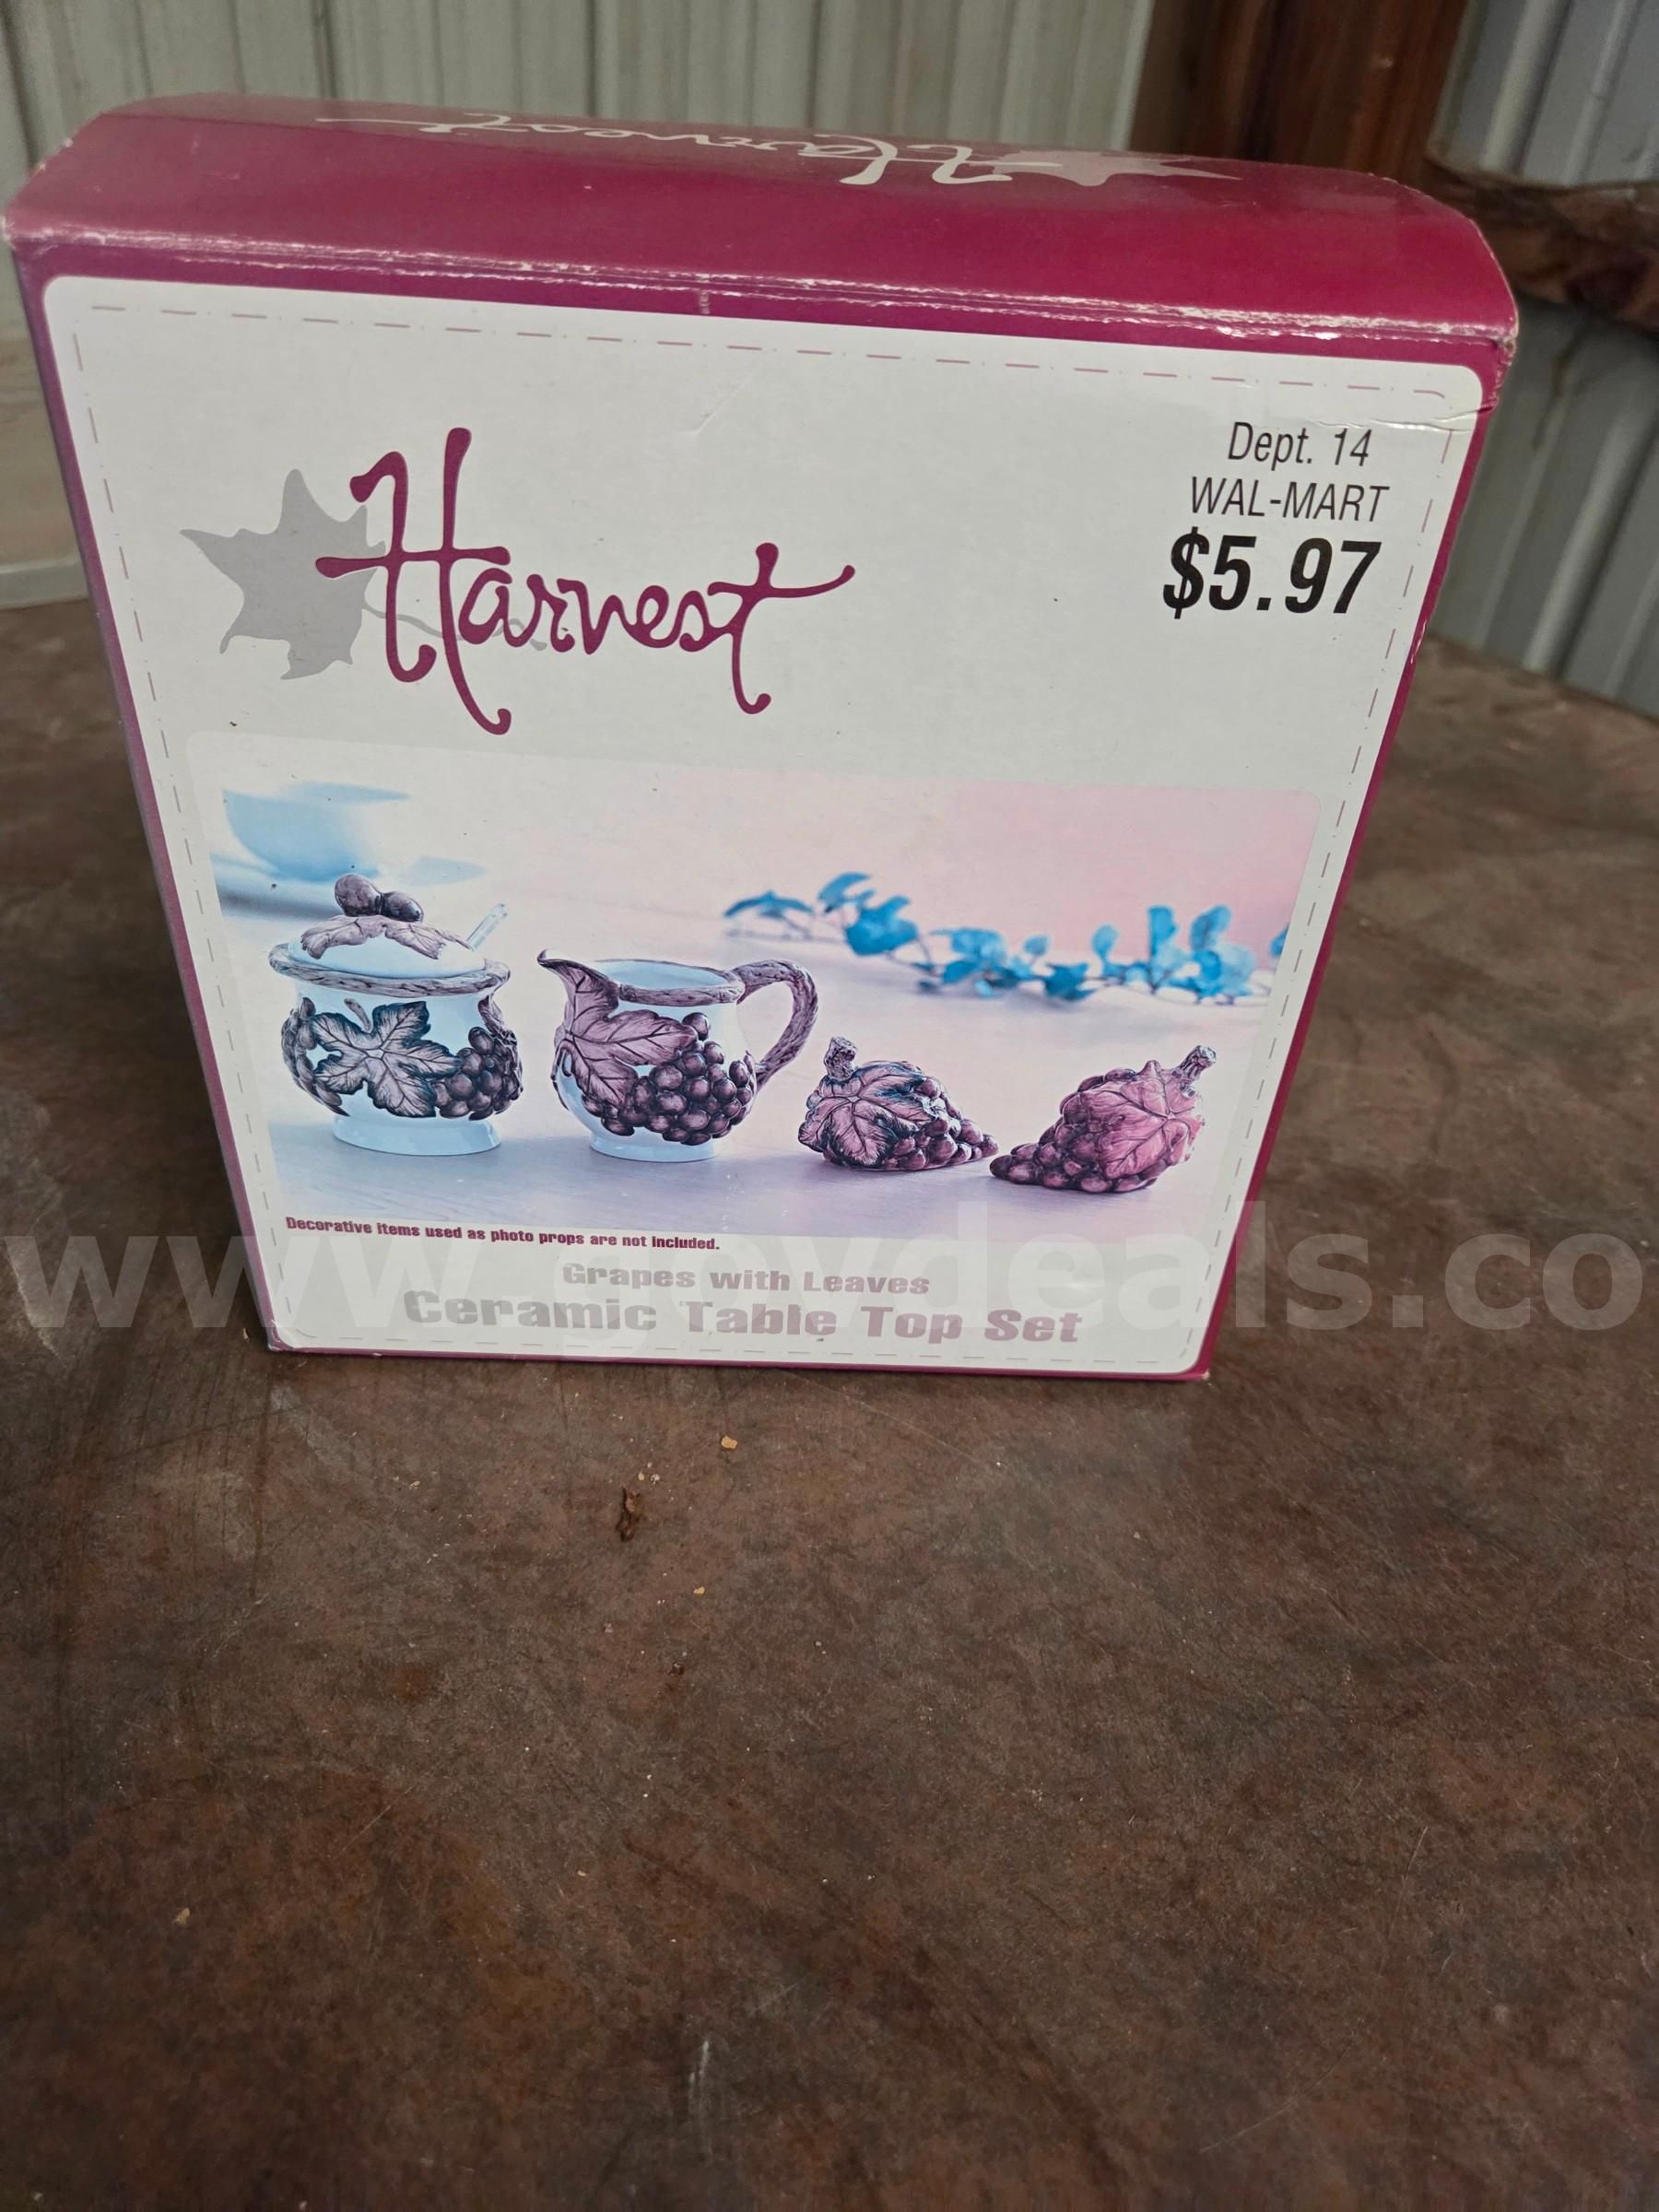 Harvest
Harvest
Dept. 14
WAL-MART
$5.97
Decorative items used as photo props are not included.
Grapes with Leaves
Ceramic Table Top Set
www.govdeals.co